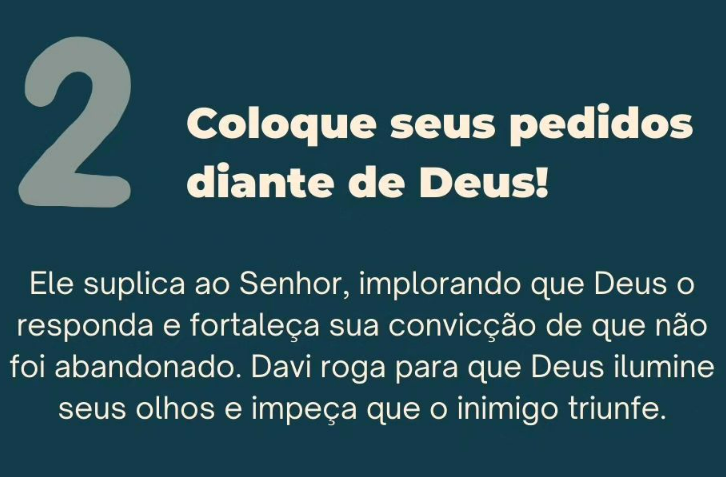 2
Coloque seus pedidos
diante de Deus!
Ele suplica ao Senhor, implorando que Deus o
responda e fortaleça sua convicção de que não
foi abandonado. Davi roga para que Deus ilumine
seus olhos e impeça que o inimigo triunfe.